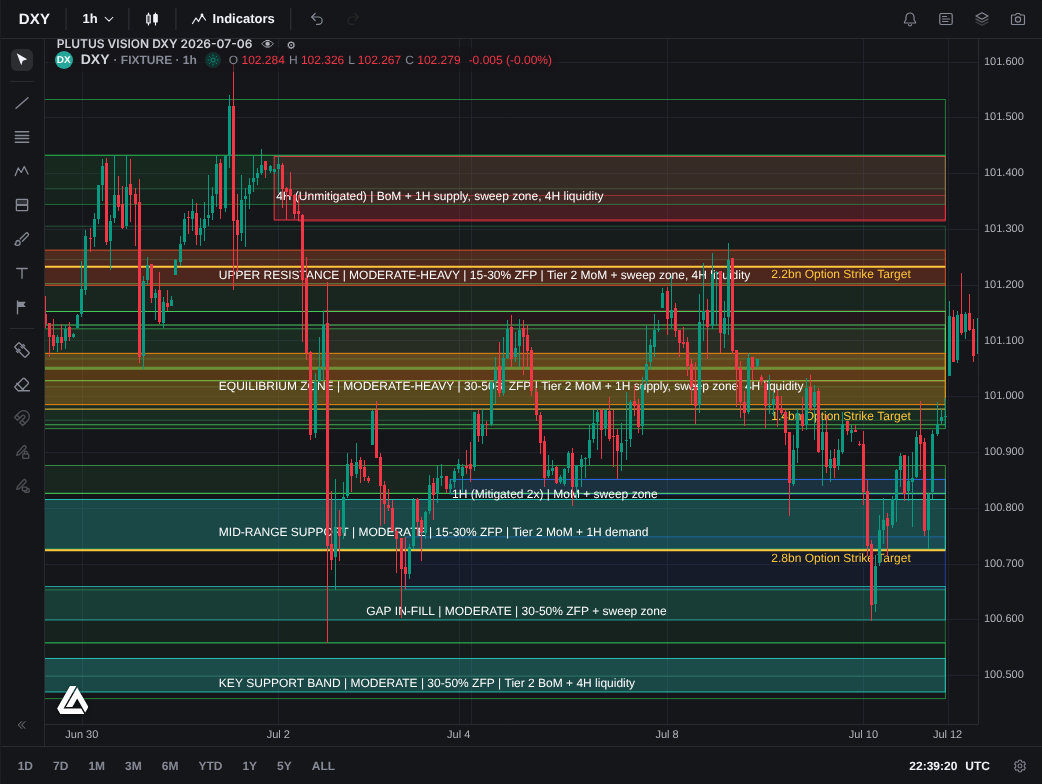 DXY 1h Indicators
PLUTUS VISION DXY 2026-07-06
DX DXY · FIXTURE · 1h O 102.284 H 102.326 L 102.267 C 102.279 -0.005 (-0.00%)
101.600
101.500
101.400
4H (Unmitigated) | BoM + 1H supply, sweep zone, 4H liquidity
101.300
UPPER RESISTANCE | MODERATE-HEAVY | 15-30% ZFP | Tier 2 MoM + sweep zone, 4H liquidity 2.2bn Option Strike Target
101.200
101.100
EQUILIBRIUM ZONE | MODERATE-HEAVY | 30-50% ZFP | Tier 2 MoM + 1H supply, sweep zone, 4H liquidity
101.000
1.4bn Option Strike Target
100.900
1H (Mitigated 2x) | MoM + sweep zone
100.800
MID-RANGE SUPPORT | MODERATE | 15-30% ZFP | Tier 2 MoM + 1H demand
2.8bn Option Strike Target
100.700
GAP IN-FILL | MODERATE | 30-50% ZFP + sweep zone
100.600
KEY SUPPORT BAND | MODERATE | 30-50% ZFP | Tier 2 BoM + 4H liquidity
100.500
Jun 30 Jul 2 Jul 4 Jul 8 Jul 10 Jul 12
1D 7D 1M 3M 6M YTD 1Y 5Y ALL 22:39:20 UTC